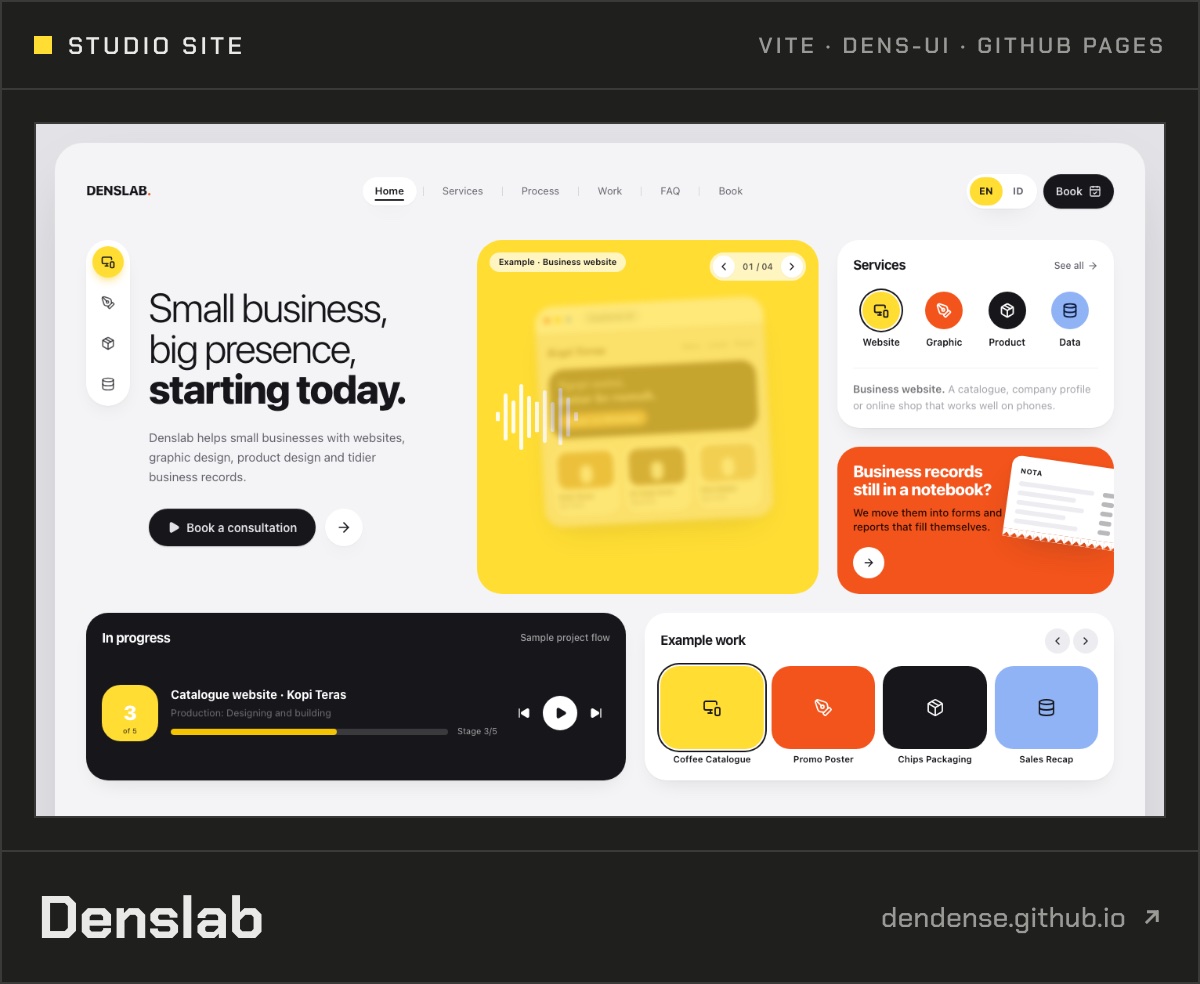 STUDIO SITE
VITE · DENS-UI · GITHUB PAGES
DENSLAB.
Home
Services
Process
Work
FAQ
Book
EN
ID
Book
Small business,
big presence,
starting today.
Denslab helps small businesses with websites,
graphic design, product design and tidier
business records.
Book a consultation
Example · Business website
01 / 04
Services
See all
Website
Graphic
Product
Data
Business website. A catalogue, company profile
or online shop that works well on phones.
Business records
still in a notebook?
We move them into forms and
reports that fill themselves.
NOTA
In progress
Sample project flow
3
of 5
Catalogue website · Kopi Teras
Production: Designing and building
Stage 3/5
Example work
Coffee Catalogue
Promo Poster
Chips Packaging
Sales Recap
Denslab
dendense.github.io